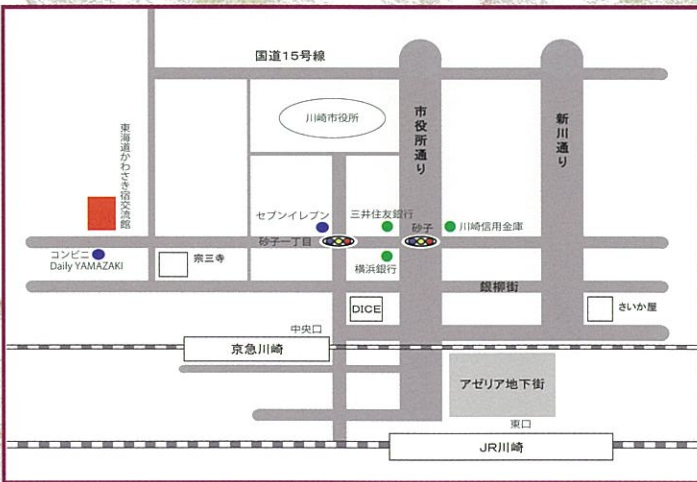 国道15号線
川崎市役所
市役所通り
新川通り
東海道かわさき宿交流館
セブンイレブン
三井住友銀行
砂子
川崎信用金庫
砂子一丁目
コンビニ
Daily YAMAZAKI
宗三寺
横浜銀行
銀柳街
DICE
さいか屋
中央口
京急川崎
アゼリア地下街
東口
JR川崎